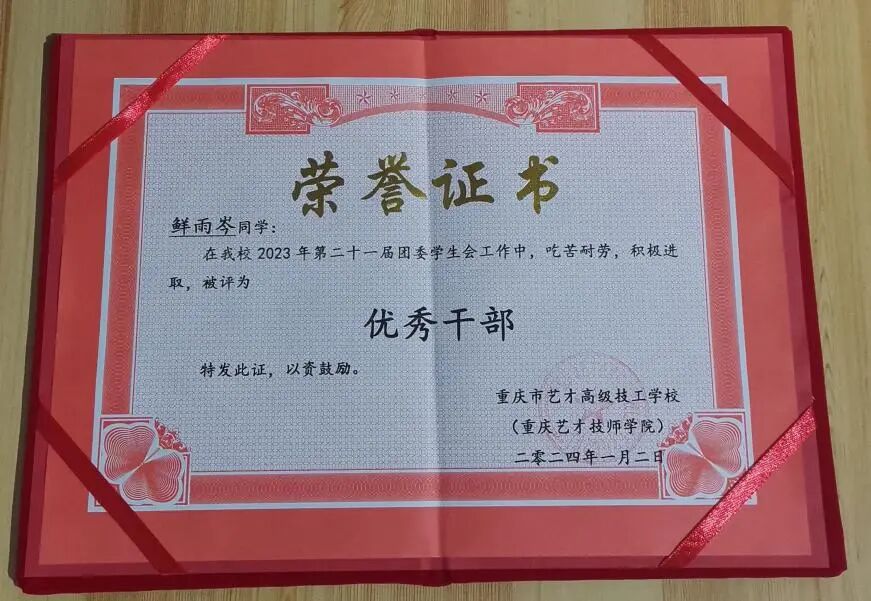 荣誉证书
鲜雨岑同学：
在我校2023年第二十一届团委学生会工作中，吃苦耐劳，积极进
取，被评为
优秀干部
特发此证，以资鼓励。
重庆市艺才高级技工学校
（重庆艺才技师学院）
二零二四年一月二日